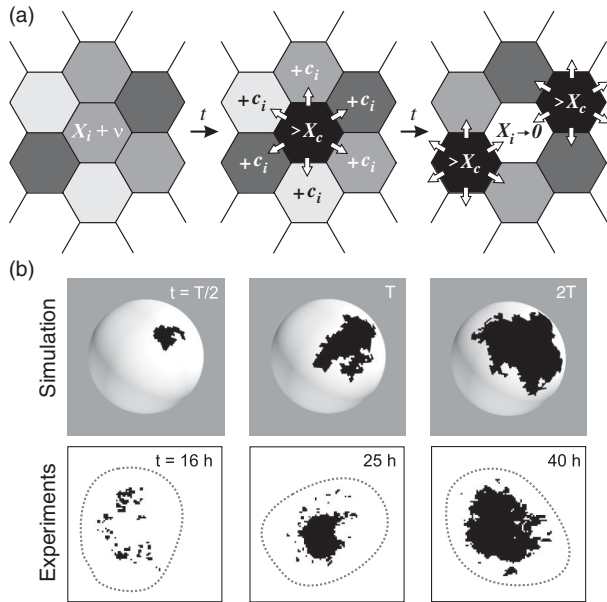 (a)
X_i + ν
t
+c_i
+c_i
+c_i
>X_c
+c_i
+c_i
+c_i
t
>X_c
X_i→0
>X_c
(b)
Simulation
t = T/2
T
2T
Experiments
t = 16 h
25 h
40 h